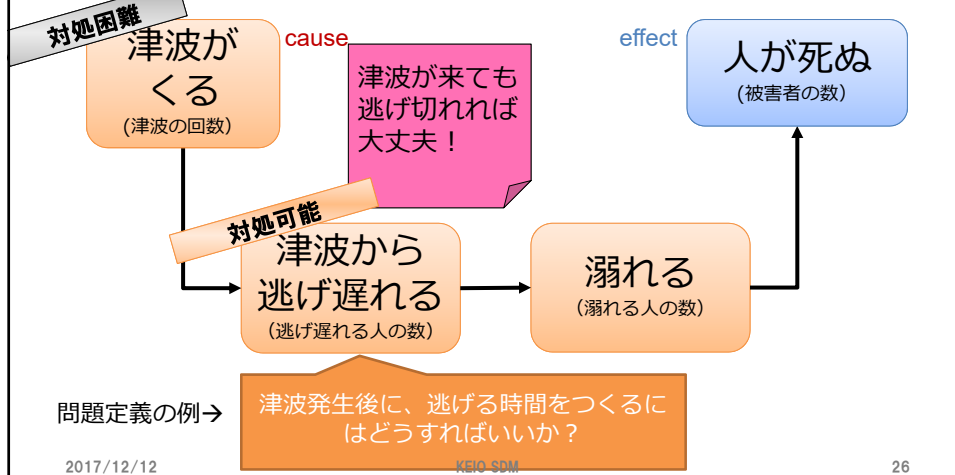 対処困難
津波が
くる
(津波の回数)
cause
津波が来ても
逃げ切れれば
大丈夫！
effect
人が死ぬ
(被害者の数)
対処可能
津波から
逃げ遅れる
(逃げ遅れる人の数)
溺れる
(溺れる人の数)
問題定義の例→
津波発生後に、逃げる時間をつくるに
はどうすればいいか？
2017/12/12
KEIO SDM
26